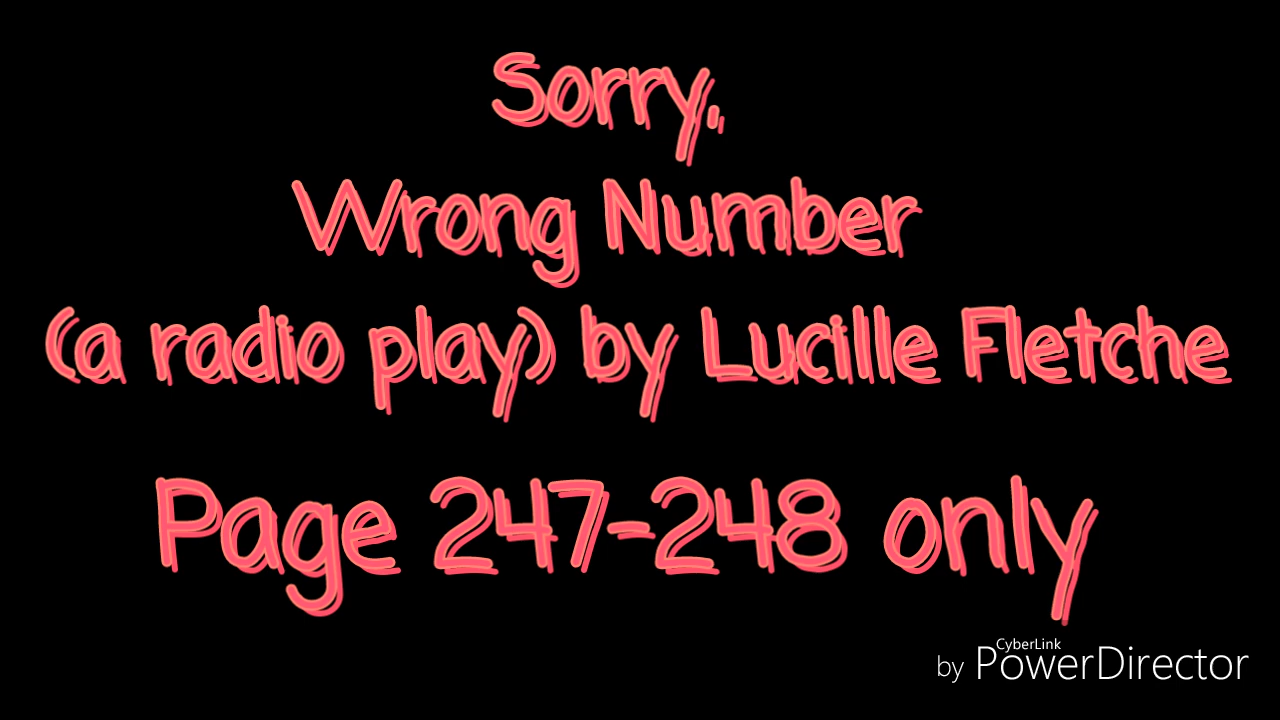 Sorry,
Wrong Number
(a radio play) by Lucille Fletche
Page 247-248 only
CyberLink
by PowerDirector